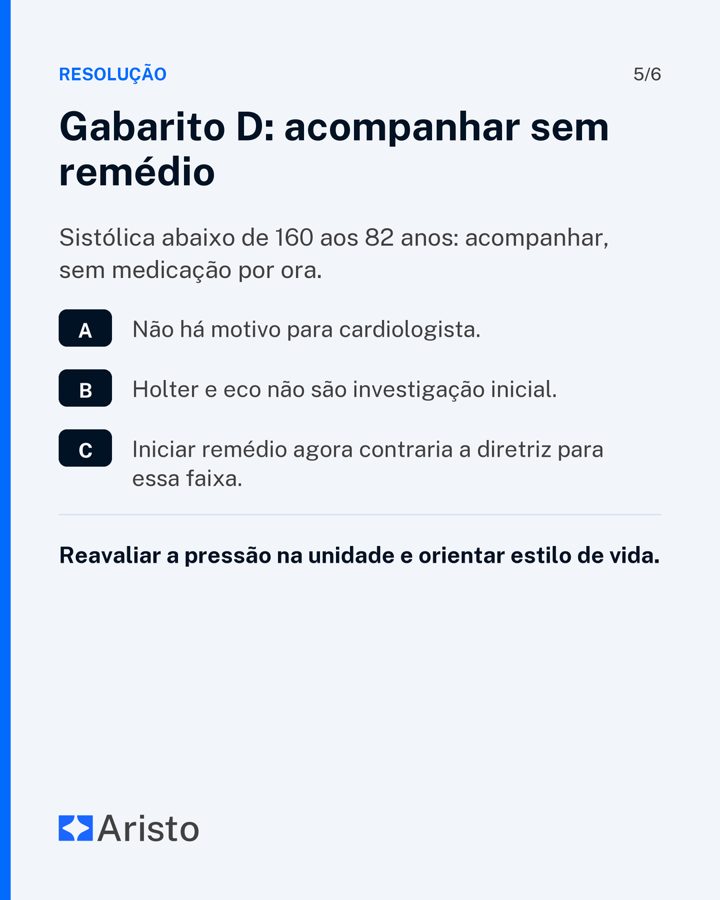 RESOLUÇÃO
5/6
Gabarito D: acompanhar sem
remédio
Sistólica abaixo de 160 aos 82 anos: acompanhar,
sem medicação por ora.
A Não há motivo para cardiologista.
B Holter e eco não são investigação inicial.
C Iniciar remédio agora contraria a diretriz para
essa faixa.
Reavaliar a pressão na unidade e orientar estilo de vida.
Aristo